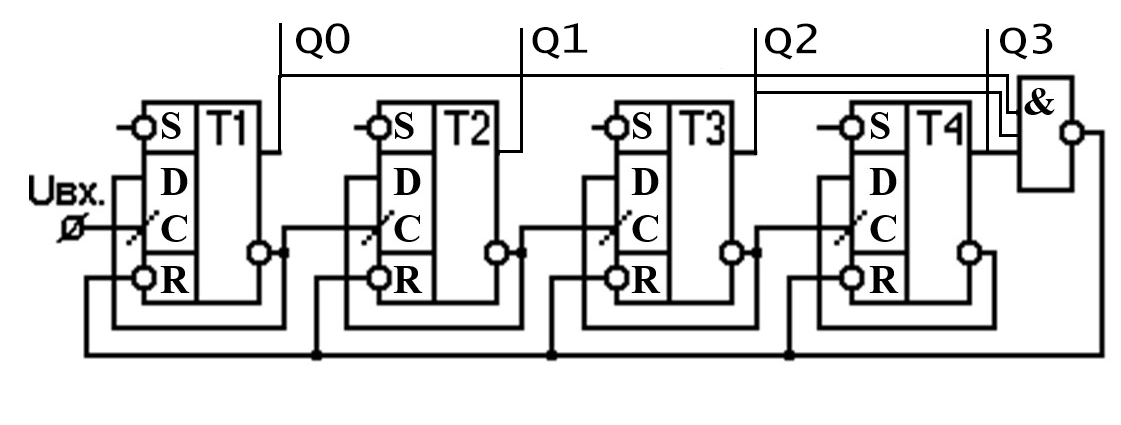 Q0 Q1 Q2 Q3
S T1 S T2 S T3 S T4 &
D D D D
Uвх.
C C C C
R R R R